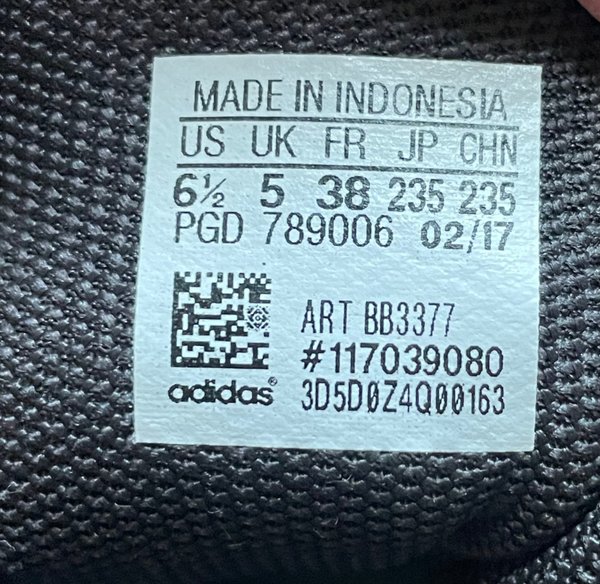 MADE IN INDONESIA
US UK FR JP CHN
6½ 5 38 235 235
PGD 789006 02/17
ART BB3377
#117039080
adidas® 3D5D0Z4Q00163